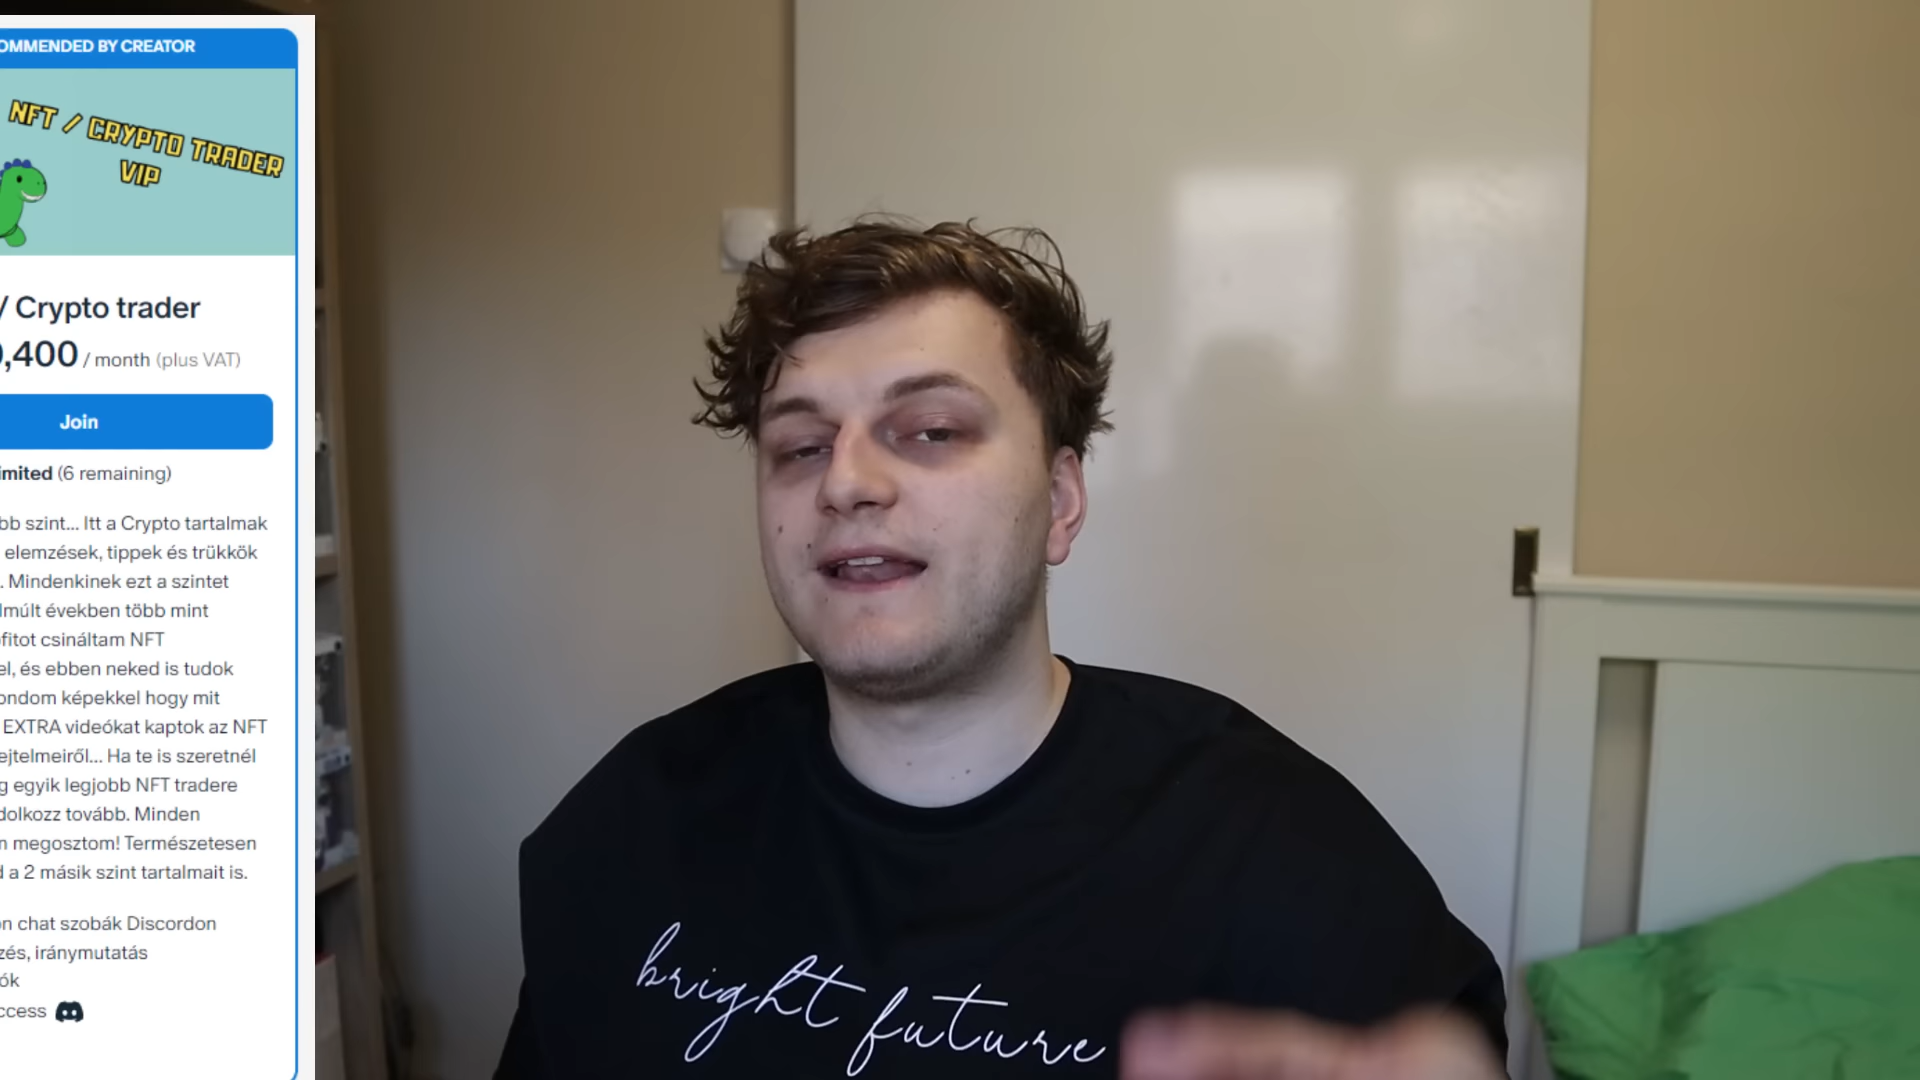 OMMENDED BY CREATOR
NFT / CRYPTO TRADER
VIP
/ Crypto trader
,400 / month (plus VAT)
Join
imited (6 remaining)
bb szint... Itt a Crypto tartalmak
elemzések, tippek és trükkök
. Mindenkinek ezt a szintet
lmúlt években több mint
fitot csináltam NFT
el, és ebben neked is tudok
ondom képekkel hogy mit
EXTRA videókat kaptok az NFT
ejtelmeiről... Ha te is szeretnél
g egyik legjobb NFT tradere
dolkozz tovább. Minden
n megosztom! Természetesen
d a 2 másik szint tartalmait is.
on chat szobák Discordon
zés, iránymutatás
ók
ccess
bright future